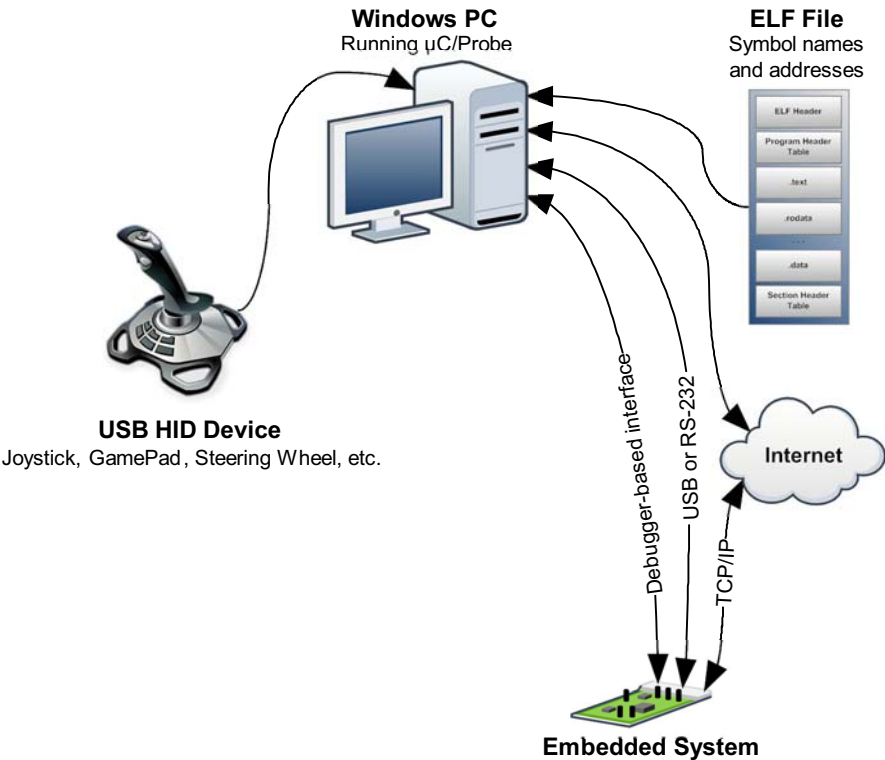 Windows PC
Running µC/Probe
ELF File
Symbol names
and addresses
ELF Header
Program Header
Table
.text
.rodata
...
.data
Section Header
Table
USB HID Device
Joystick, GamePad, Steering Wheel, etc.
Debugger-based interface
USB or RS-232
Internet
TCP/IP
Embedded System